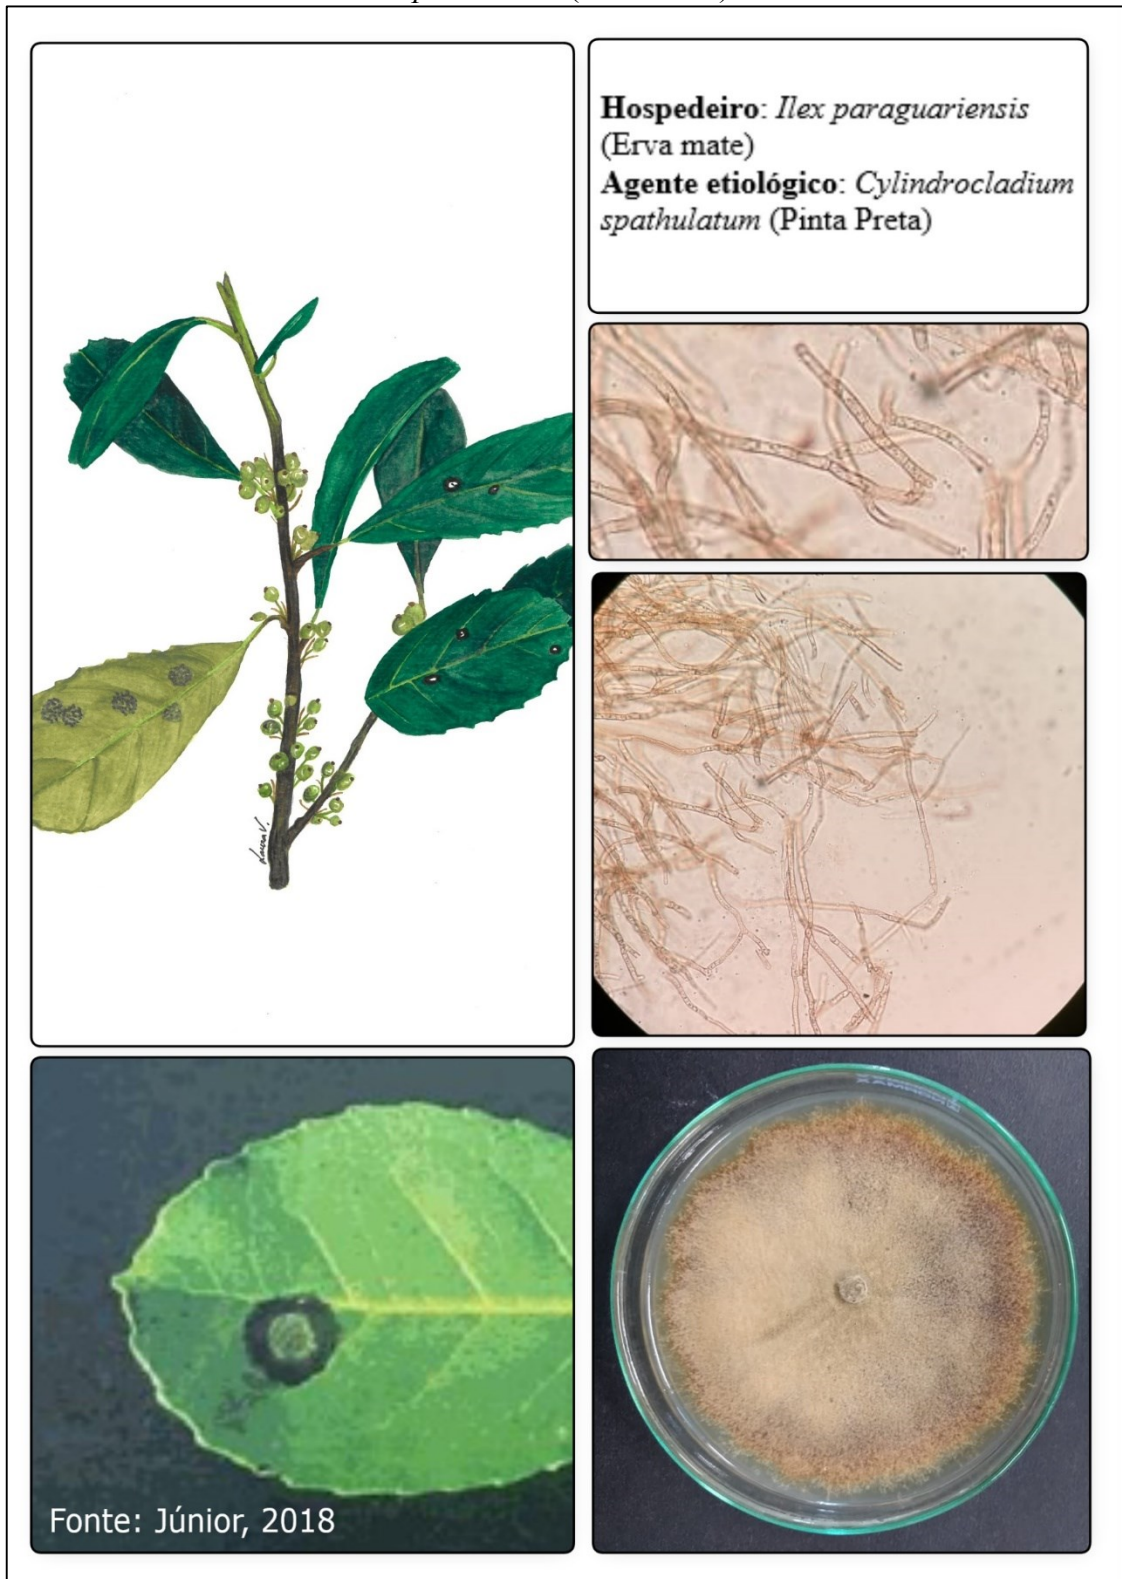 Hospedeiro: Ilex paraguariensis
(Erva mate)
Agente etiológico: Cylindrocladium
spathulatum (Pinta Preta)
Fonte: Júnior, 2018